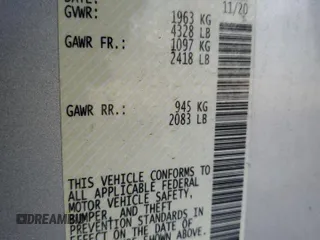 DATE: 11/20
GVWR: 1963 KG
4328 LB
GAWR FR.: 1097 KG
2418 LB
GAWR RR.: 945 KG
2083 LB
THIS VEHICLE CONFORMS TO
ALL APPLICABLE FEDERAL
MOTOR VEHICLE SAFETY,
BUMPER, AND THEFT
PREVENTION STANDARDS IN
EFFECT ON THE DATE OF
SHOWN ABOVE.
DREAMBUM